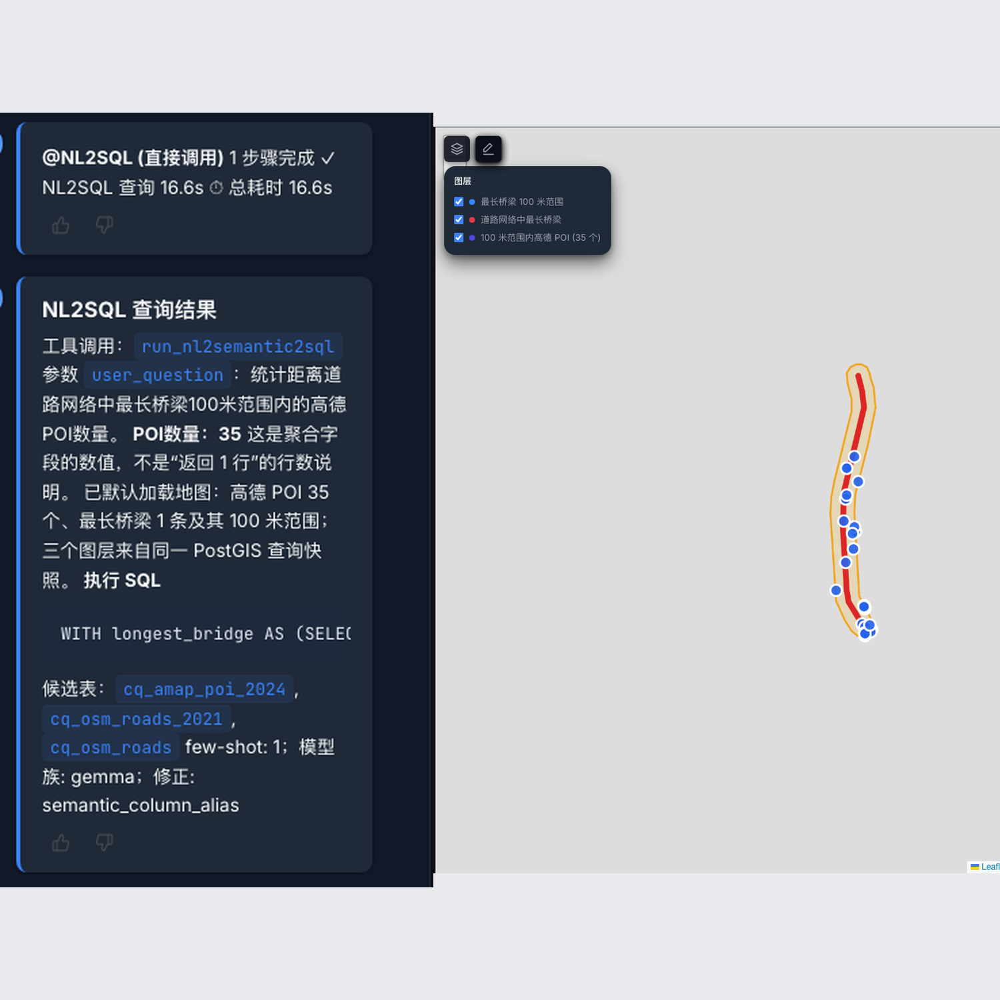 @NL2SQL (直接调用) 1 步骤完成 ✓
NL2SQL 查询 16.6s ⏱ 总耗时 16.6s
NL2SQL 查询结果
工具调用： run_nl2semantic2sql
参数 user_question ：统计距离道
路网络中最长桥梁100米范围内的高德
POI数量。 POI数量：35 这是聚合字
段的数值，不是“返回 1 行”的行数说
明。 已默认加载地图：高德 POI 35
个、最长桥梁 1 条及其 100 米范围；
三个图层来自同一 PostGIS 查询快
照。 执行 SQL
WITH longest_bridge AS (SELEC
候选表： cq_amap_poi_2024 ,
cq_osm_roads_2021 ,
cq_osm_roads few-shot: 1；模型
族: gemma；修正:
semantic_column_alias
图层
最长桥梁 100 米范围
道路网络中最长桥梁
100 米范围内高德 POI (35 个)
Leafl